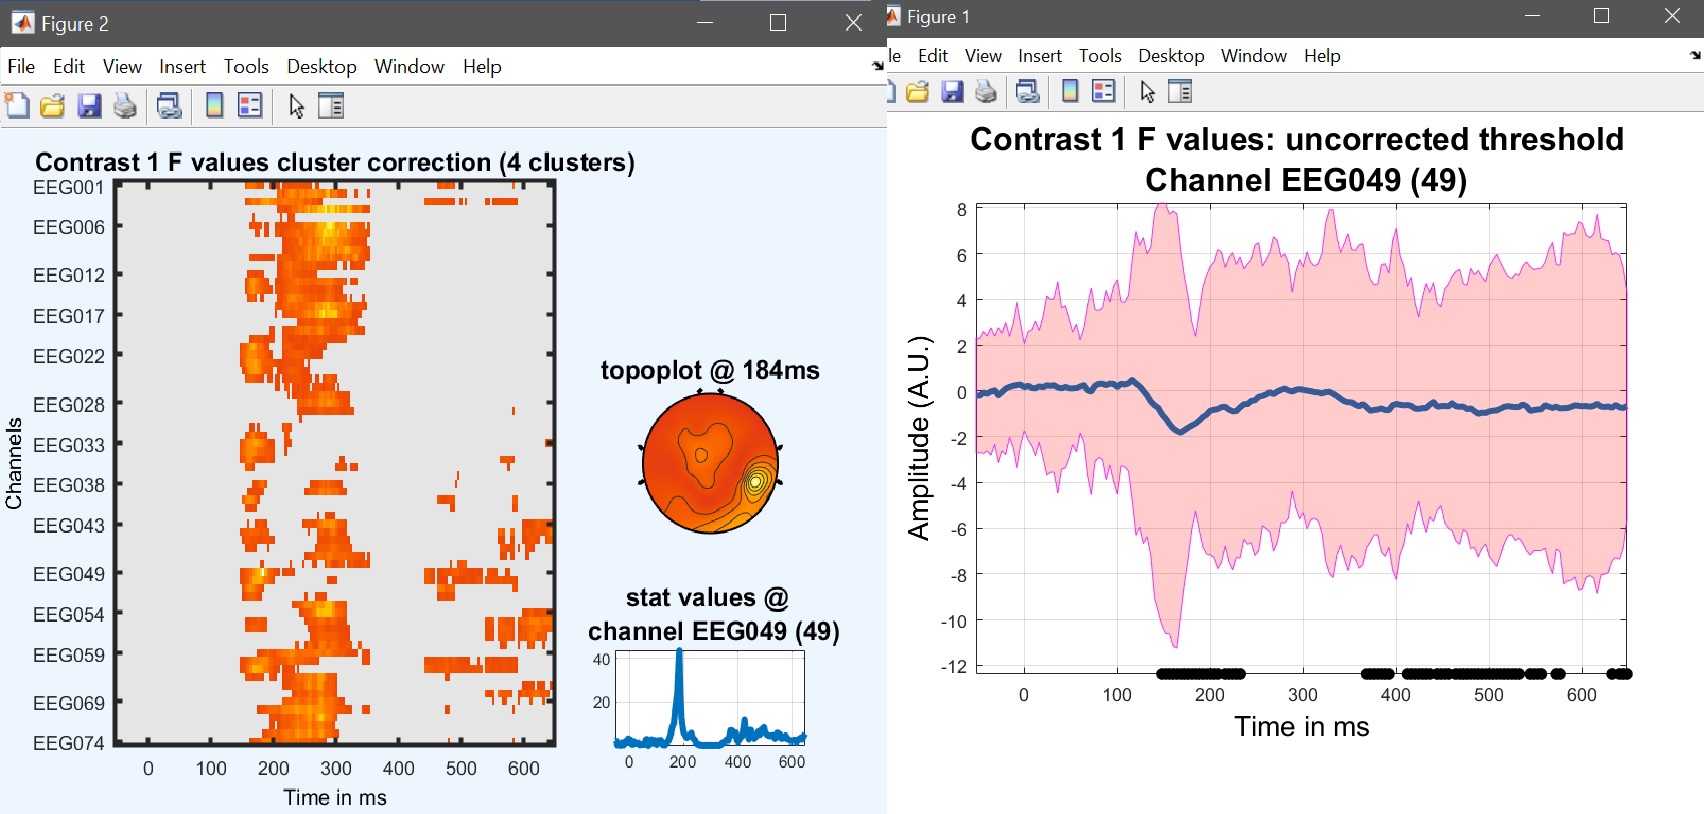 Figure 2
File Edit View Insert Tools Desktop Window Help
Contrast 1 F values cluster correction (4 clusters)
EEG001
EEG006
EEG012
EEG017
EEG022
EEG028
EEG033
EEG038
EEG043
EEG049
EEG054
EEG059
EEG069
EEG074
Channels
0 100 200 300 400 500 600
Time in ms
topoplot @ 184ms
stat values @
channel EEG049 (49)
40
20
0 200 400 600
Figure 1
le Edit View Insert Tools Desktop Window Help
Contrast 1 F values: uncorrected threshold
Channel EEG049 (49)
8
6
4
2
0
-2
-4
-6
-8
-10
-12
Amplitude (A.U.)
0 100 200 300 400 500 600
Time in ms